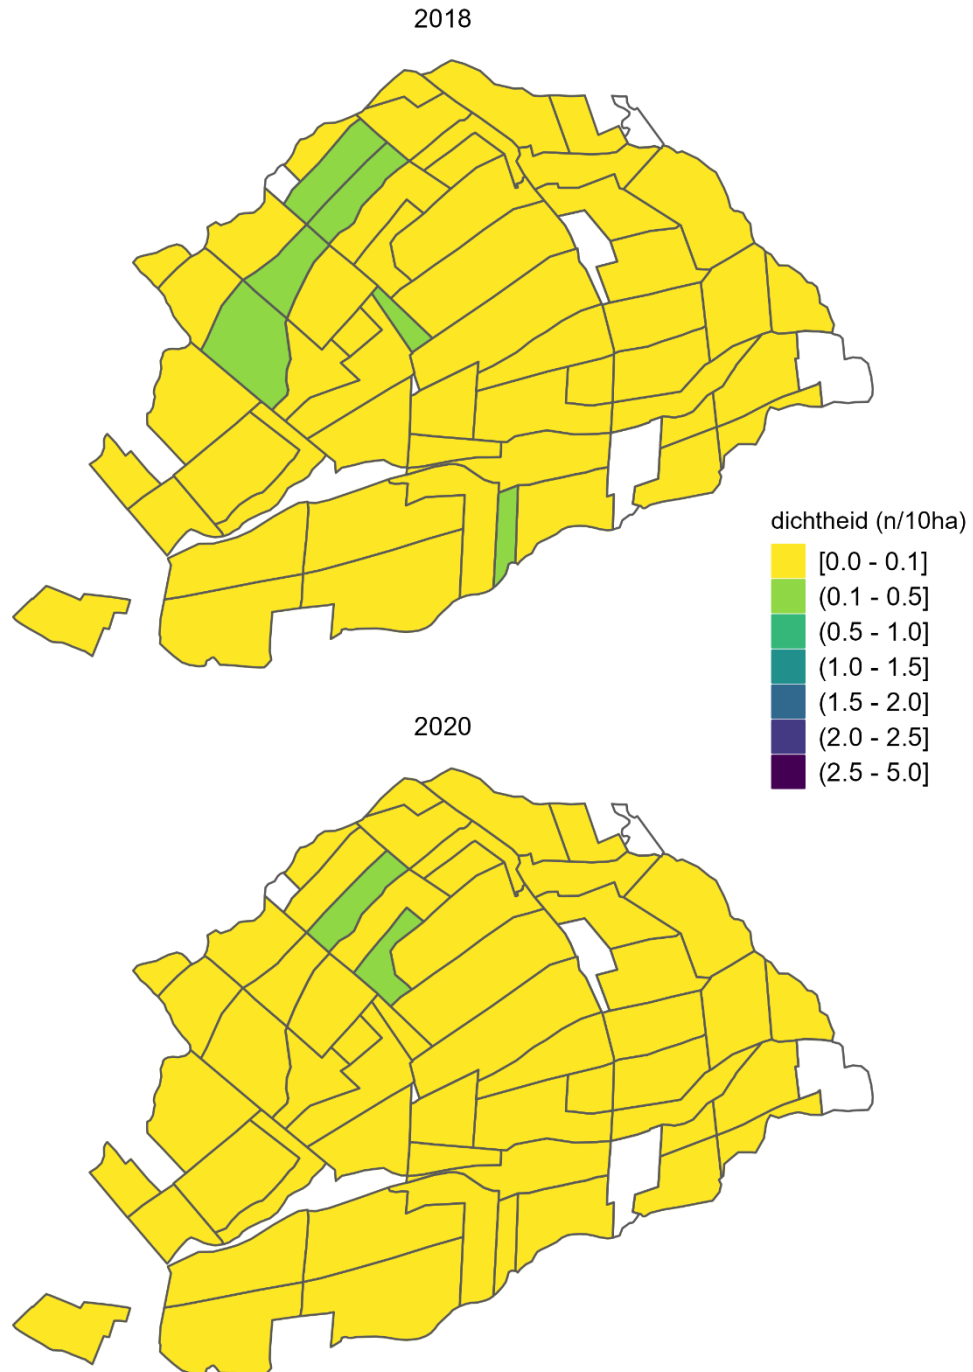 2018
dichtheid (n/10ha)
[0.0 - 0.1]
(0.1 - 0.5]
(0.5 - 1.0]
(1.0 - 1.5]
(1.5 - 2.0]
(2.0 - 2.5]
(2.5 - 5.0]
2020